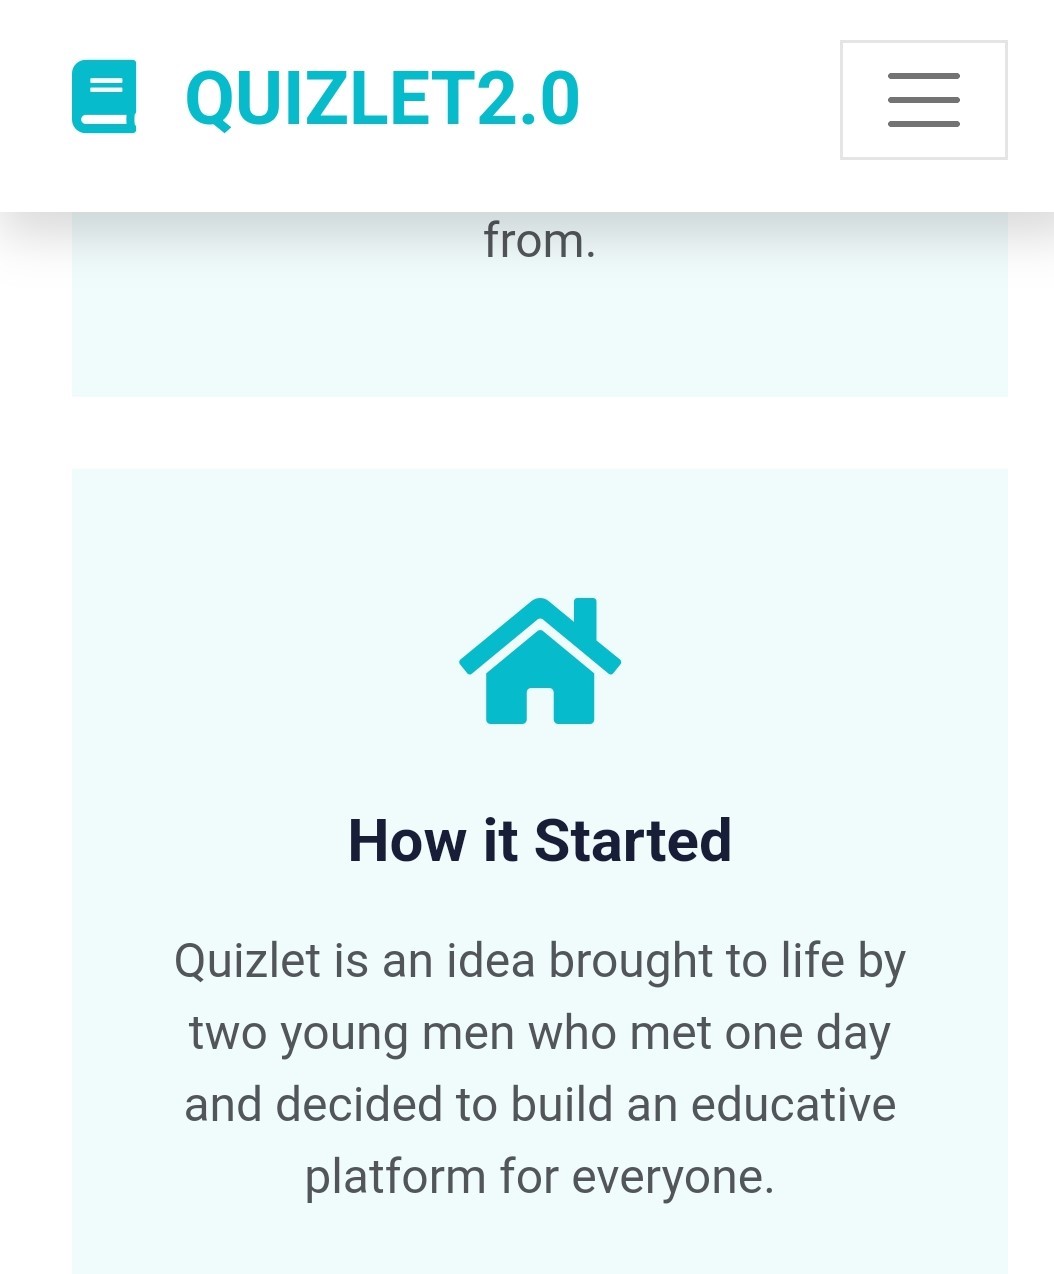 QUIZLET2.0
from.
How it Started
Quizlet is an idea brought to life by
two young men who met one day
and decided to build an educative
platform for everyone.